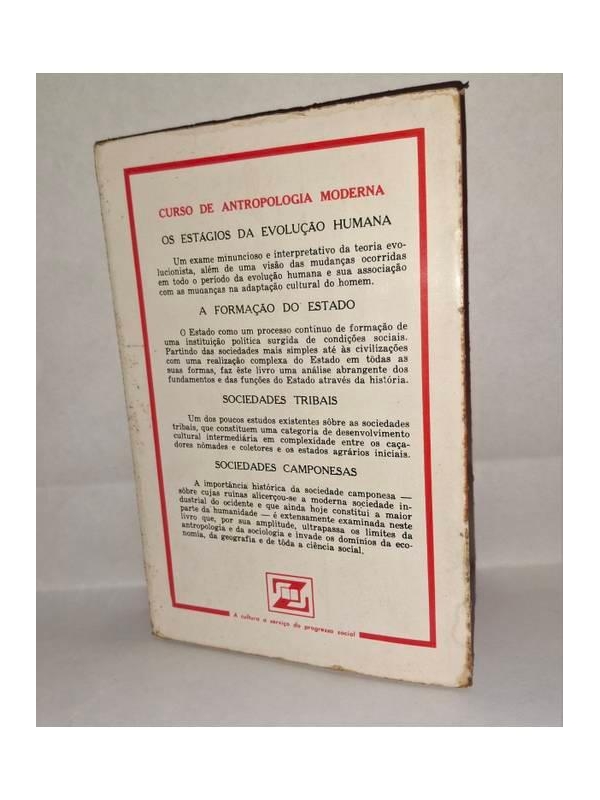 CURSO DE ANTROPOLOGIA MODERNA
OS ESTÁGIOS DA EVOLUÇÃO HUMANA
Um exame minuncioso e interpretativo da teoria evo-
lucionista, além de uma visão das mudanças ocorridas
em todo o período da evolução humana e sua associação
com as mudanças na adaptação cultural do homem.
A FORMAÇÃO DO ESTADO
O Estado como um processo contínuo de formação de
uma instituição política surgida de condições sociais.
Partindo das sociedades mais simples até às civilizações
com uma realização complexa do Estado em tôdas as
suas formas, faz êste livro uma análise abrangente dos
fundamentos e das funções do Estado através da história.
SOCIEDADES TRIBAIS
Um dos poucos estudos existentes sôbre as sociedades
tribais, que constituem uma categoria de desenvolvimento
cultural intermediária em complexidade entre os caça-
dores nômades e coletores e os estados agrários iniciais.
SOCIEDADES CAMPONESAS
A importância histórica da sociedade camponesa —
sôbre cujas ruínas alicerçou-se a moderna sociedade in-
dustrial do ocidente e que ainda hoje constitui a maior
parte da humanidade — é extensamente examinada neste
livro que, por sua amplitude, ultrapassa os limites da
antropologia e da sociologia e invade os domínios da eco-
nomia, da geografia e de tôda a ciência social.
A cultura a serviço do progresso social